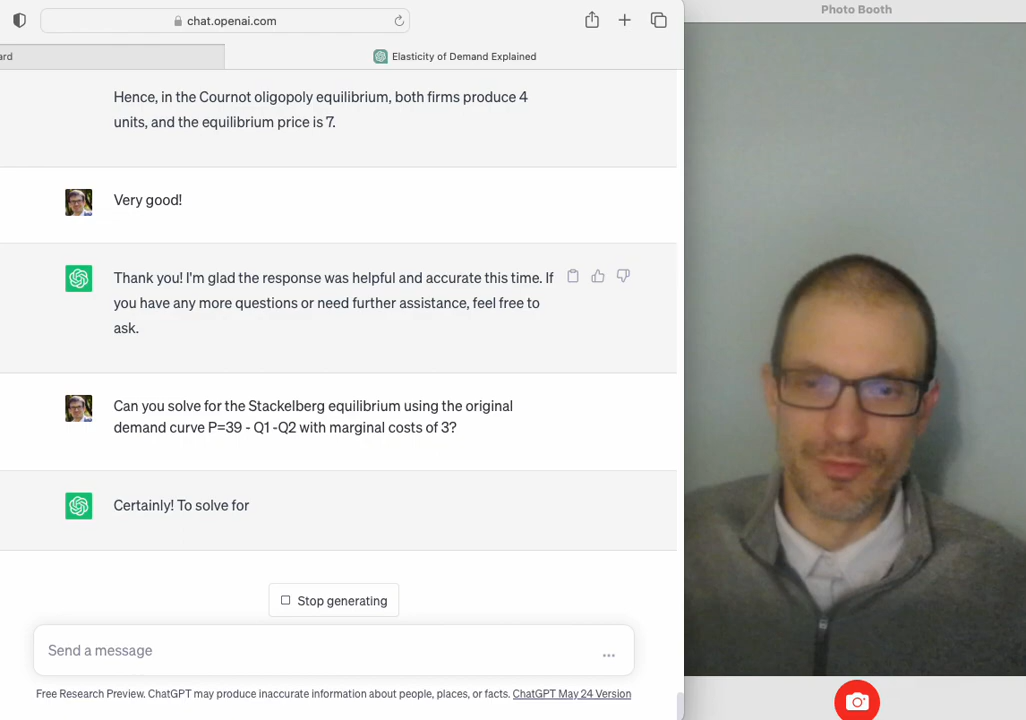 Photo Booth
chat.openai.com
ard
Elasticity of Demand Explained
Hence, in the Cournot oligopoly equilibrium, both firms produce 4
units, and the equilibrium price is 7.
Very good!
Thank you! I'm glad the response was helpful and accurate this time. If
you have any more questions or need further assistance, feel free to
ask.
Can you solve for the Stackelberg equilibrium using the original
demand curve P=39 - Q1 -Q2 with marginal costs of 3?
Certainly! To solve for
Stop generating
Send a message
...
Free Research Preview. ChatGPT may produce inaccurate information about people, places, or facts. ChatGPT May 24 Version